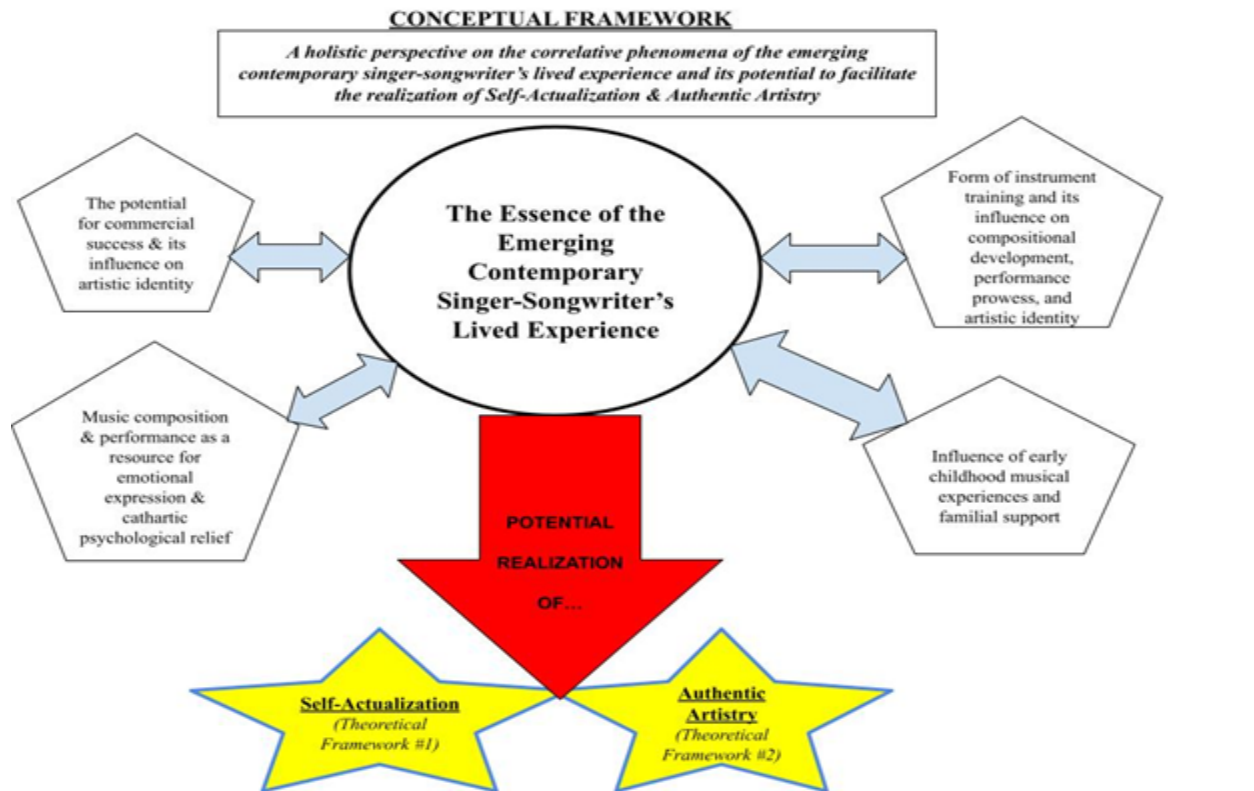 CONCEPTUAL FRAMEWORK
A holistic perspective on the correlative phenomena of the emerging
contemporary singer-songwriter's lived experience and its potential to facilitate
the realization of Self-Actualization & Authentic Artistry
The potential
for commercial
success & its
influence on
artistic identity
The Essence of the
Emerging
Contemporary
Singer-Songwriter's
Lived Experience
Form of instrument
training and its
influence on
compositional
development,
performance
prowess, and
artistic identity
Music composition
& performance as a
resource for
emotional
expression &
cathartic
psychological relief
Influence of early
childhood musical
experiences and
familial support
POTENTIAL
REALIZATION
OF...
Self-Actualization
(Theoretical
Framework #1)
Authentic
Artistry
(Theoretical
Framework #2)